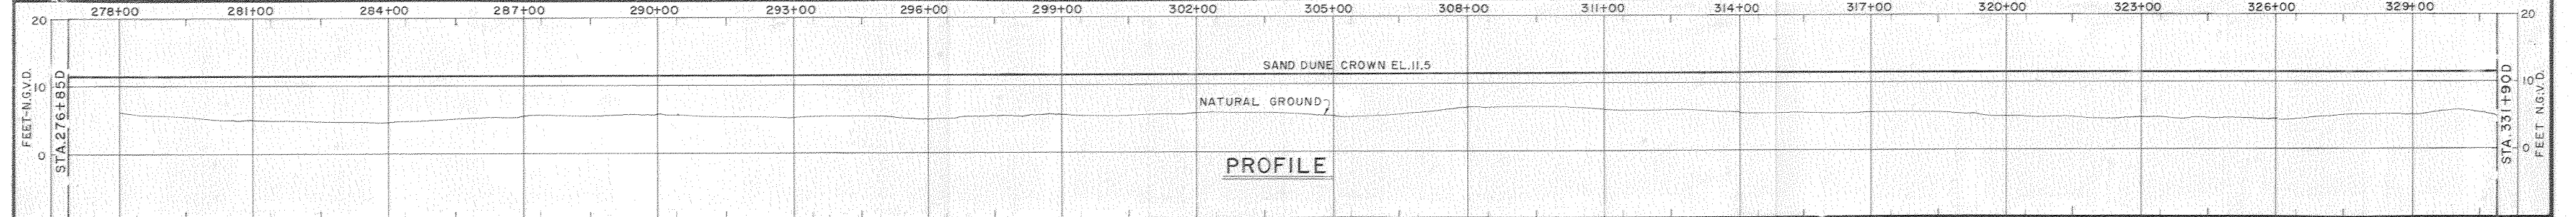 278+00 281+00 284+00 287+00 290+00 293+00 296+00 299+00 302+00 305+00 308+00 311+00 314+00 317+00 320+00 323+00 326+00 329+00
20 20
SAND DUNE CROWN EL.11.5
10 10
NATURAL GROUND
0 0
FEET-N.G.V.D.
STA.276+85D
STA.331+90D
FEET N.G.V.D.
PROFILE